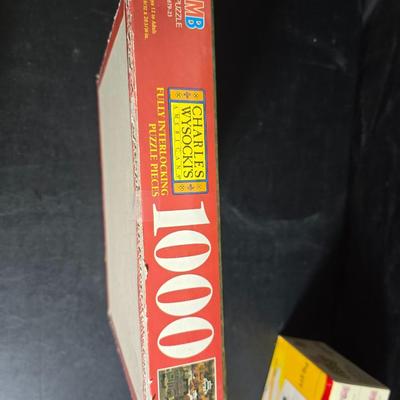 MB
PUZZLE
CHARLES
WYSOCKI'S
AMERICANA
FULLY INTERLOCKING
PUZZLE PIECES
1000